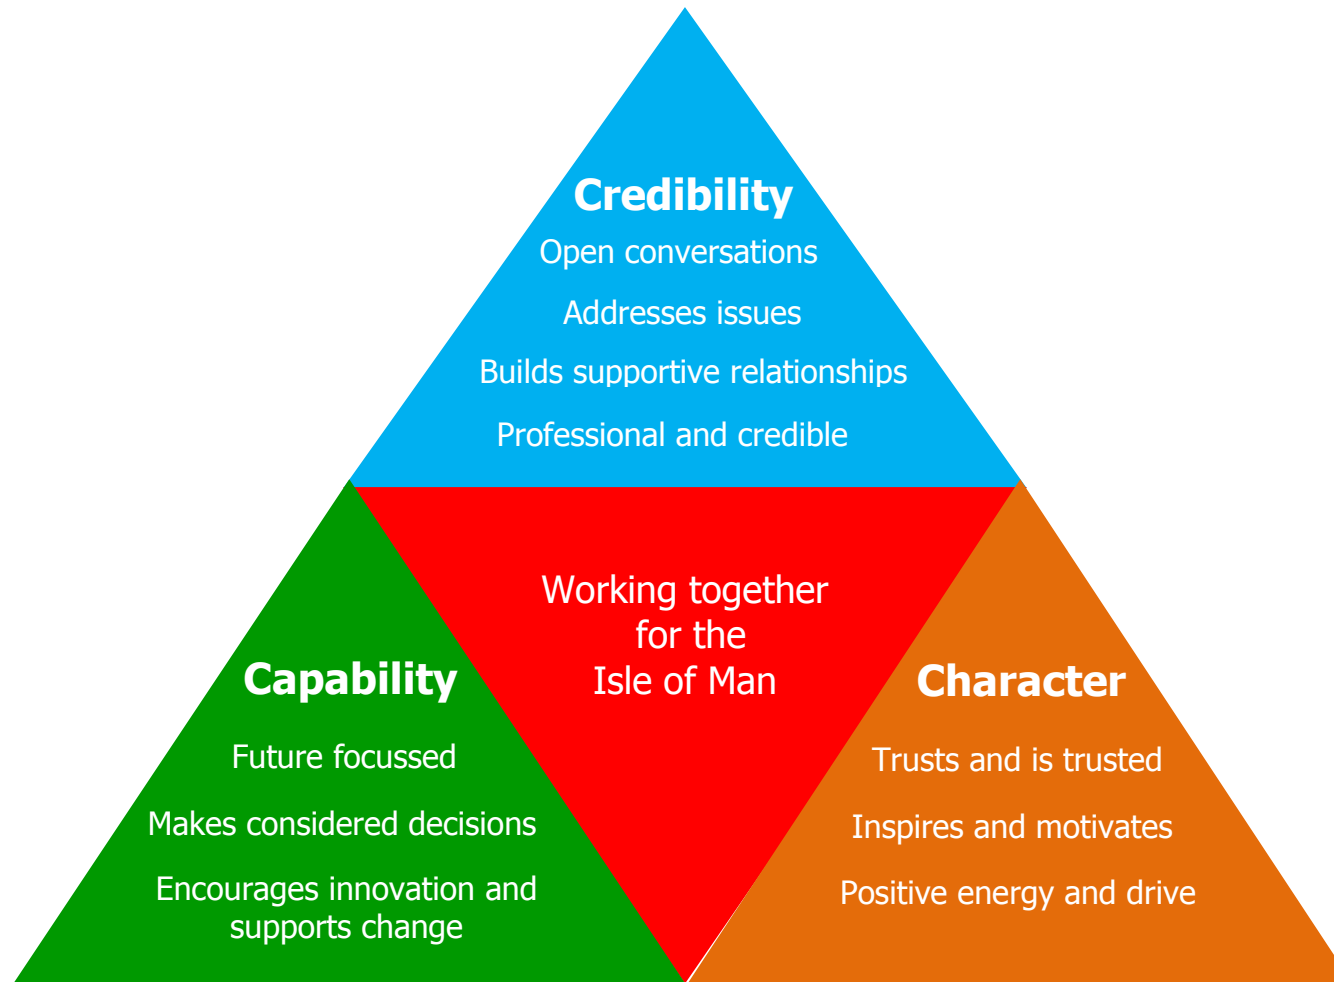 Credibility
Open conversations
Addresses issues
Builds supportive relationships
Professional and credible
Working together
for the
Isle of Man
Capability
Future focussed
Makes considered decisions
Encourages innovation and
supports change
Character
Trusts and is trusted
Inspires and motivates
Positive energy and drive